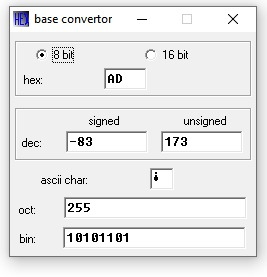 HEX base convertor
8 bit 16 bit
hex: AD
signed unsigned
dec: -83 173
ascii char: ¡
oct: 255
bin: 10101101